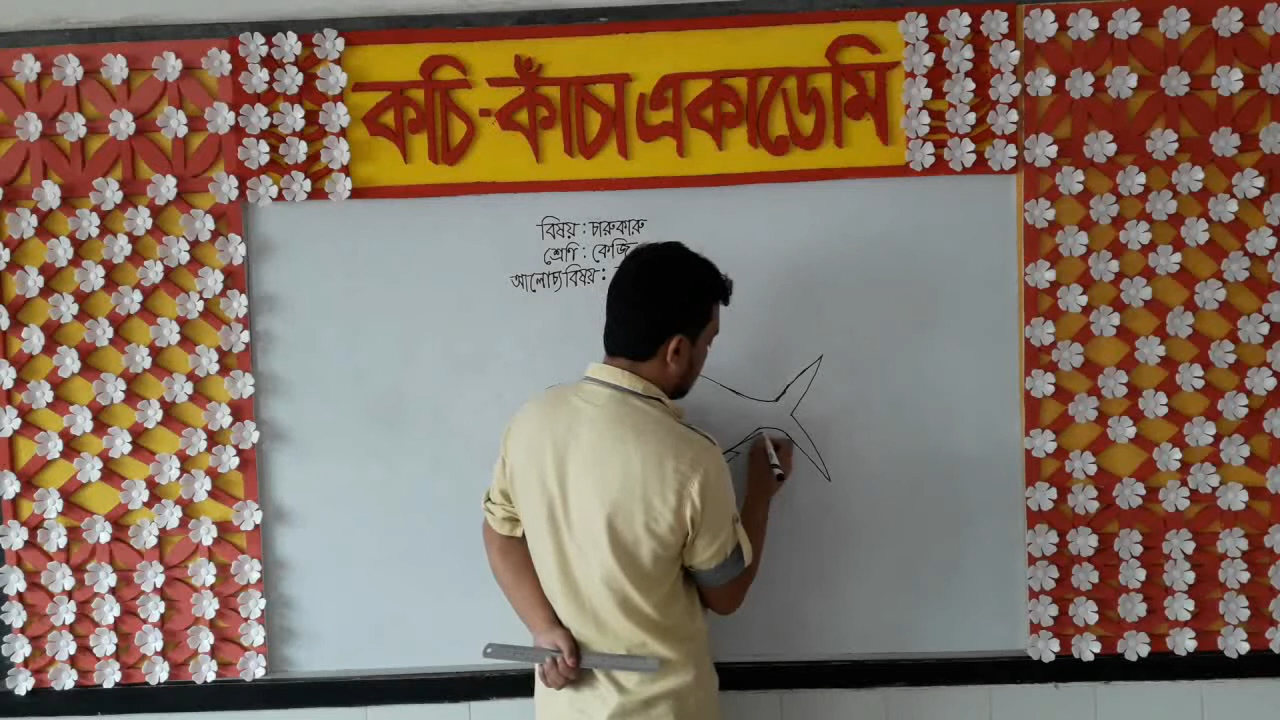 কচি-কাঁচা একাডেমি
বিষয় : চারুকারু
শ্রেণি : কেজি
আলোচ্যবিষয় :